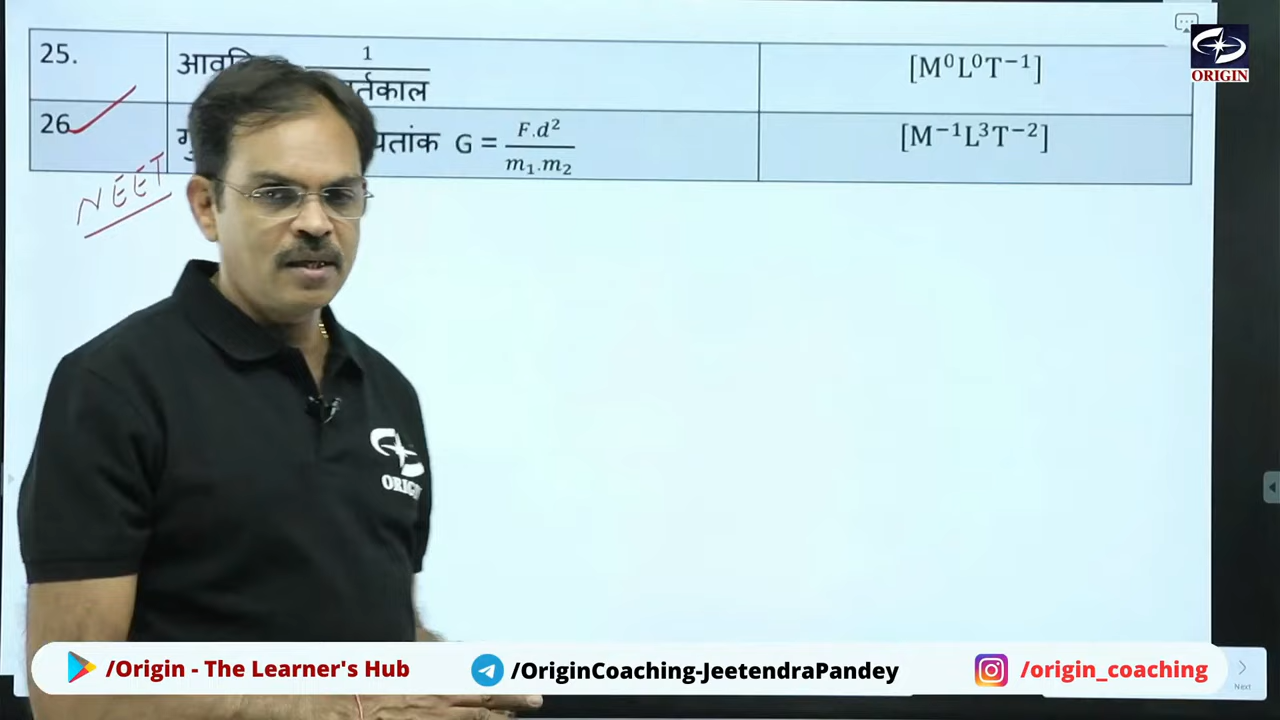 25.
1
र्तकाल
[M⁰L⁰T⁻¹]
26
यतांक G = F.d² / m₁.m₂
[M⁻¹L³T⁻²]
NEET
ORIGIN
ORIGIN
/Origin - The Learner's Hub
/OriginCoaching-JeetendraPandey
/origin_coaching
Next